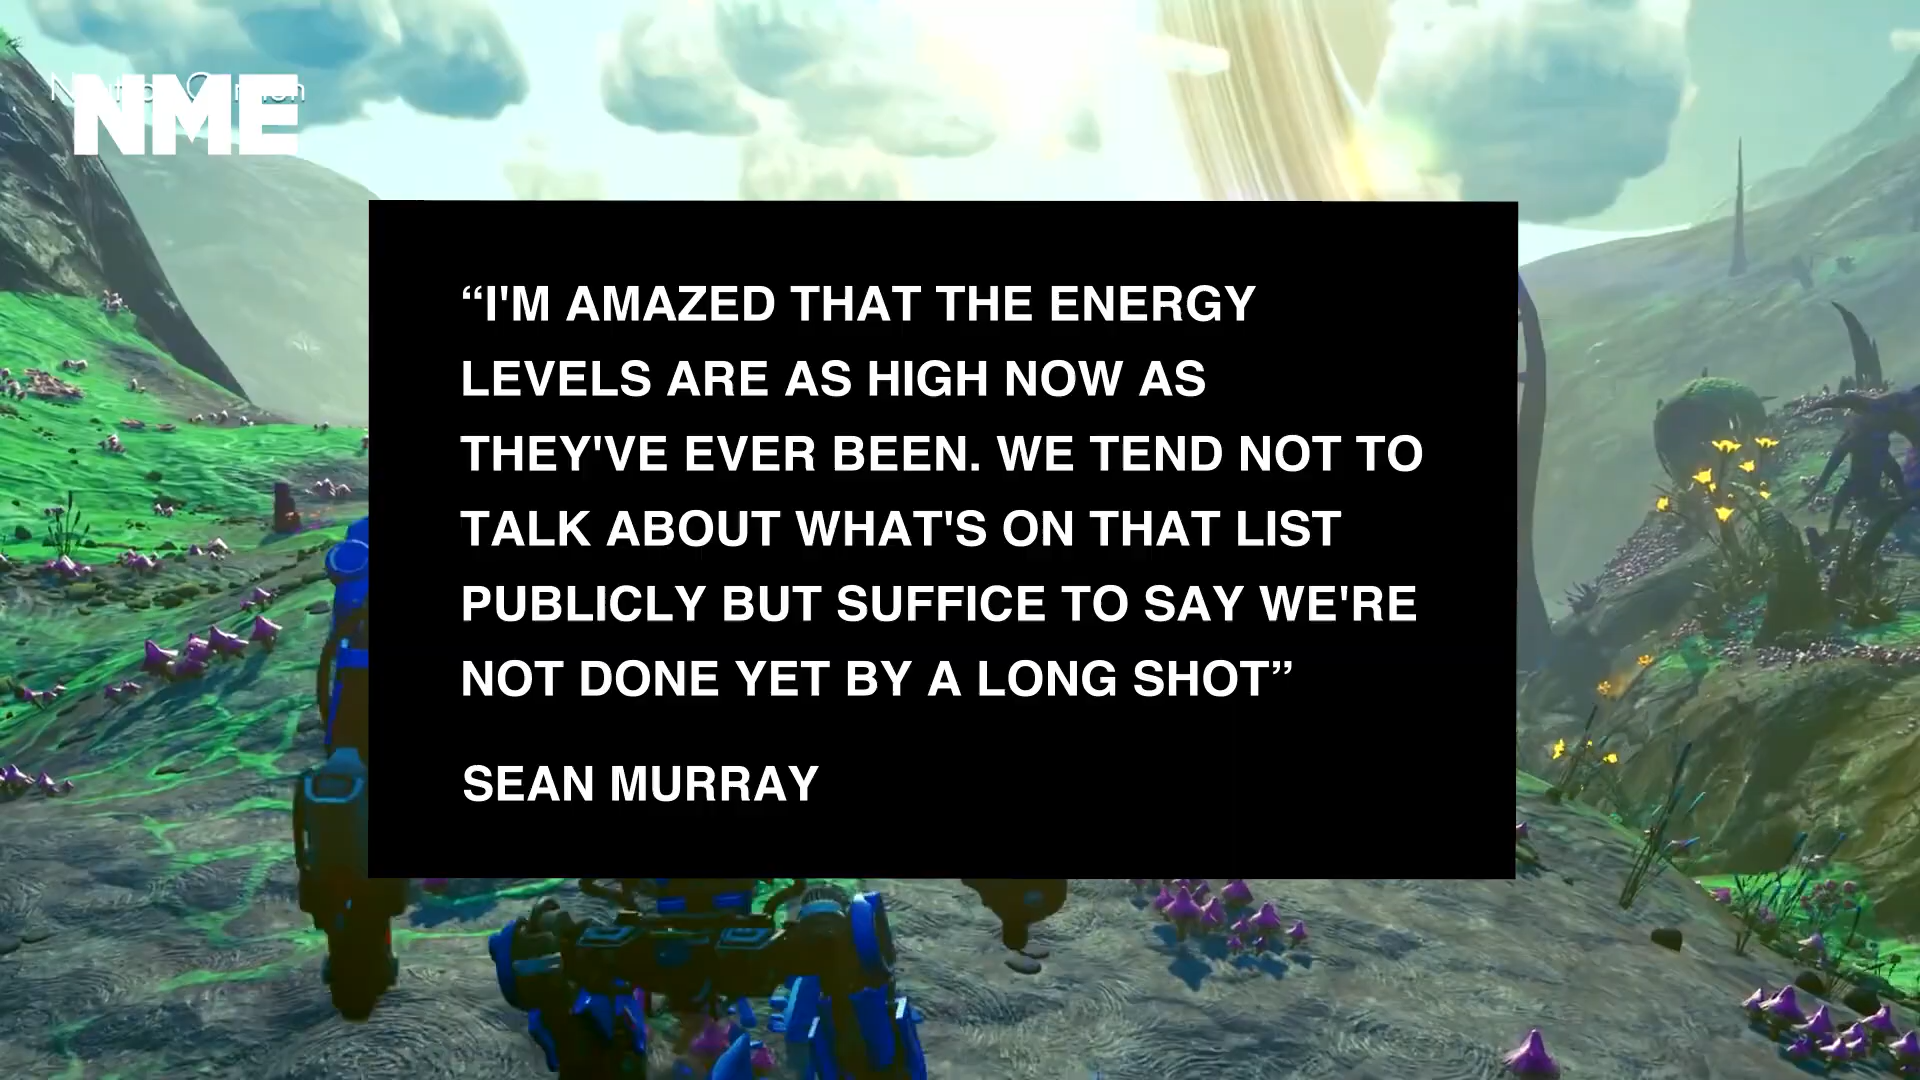 NME
“I'M AMAZED THAT THE ENERGY
LEVELS ARE AS HIGH NOW AS
THEY'VE EVER BEEN. WE TEND NOT TO
TALK ABOUT WHAT'S ON THAT LIST
PUBLICLY BUT SUFFICE TO SAY WE'RE
NOT DONE YET BY A LONG SHOT”
SEAN MURRAY